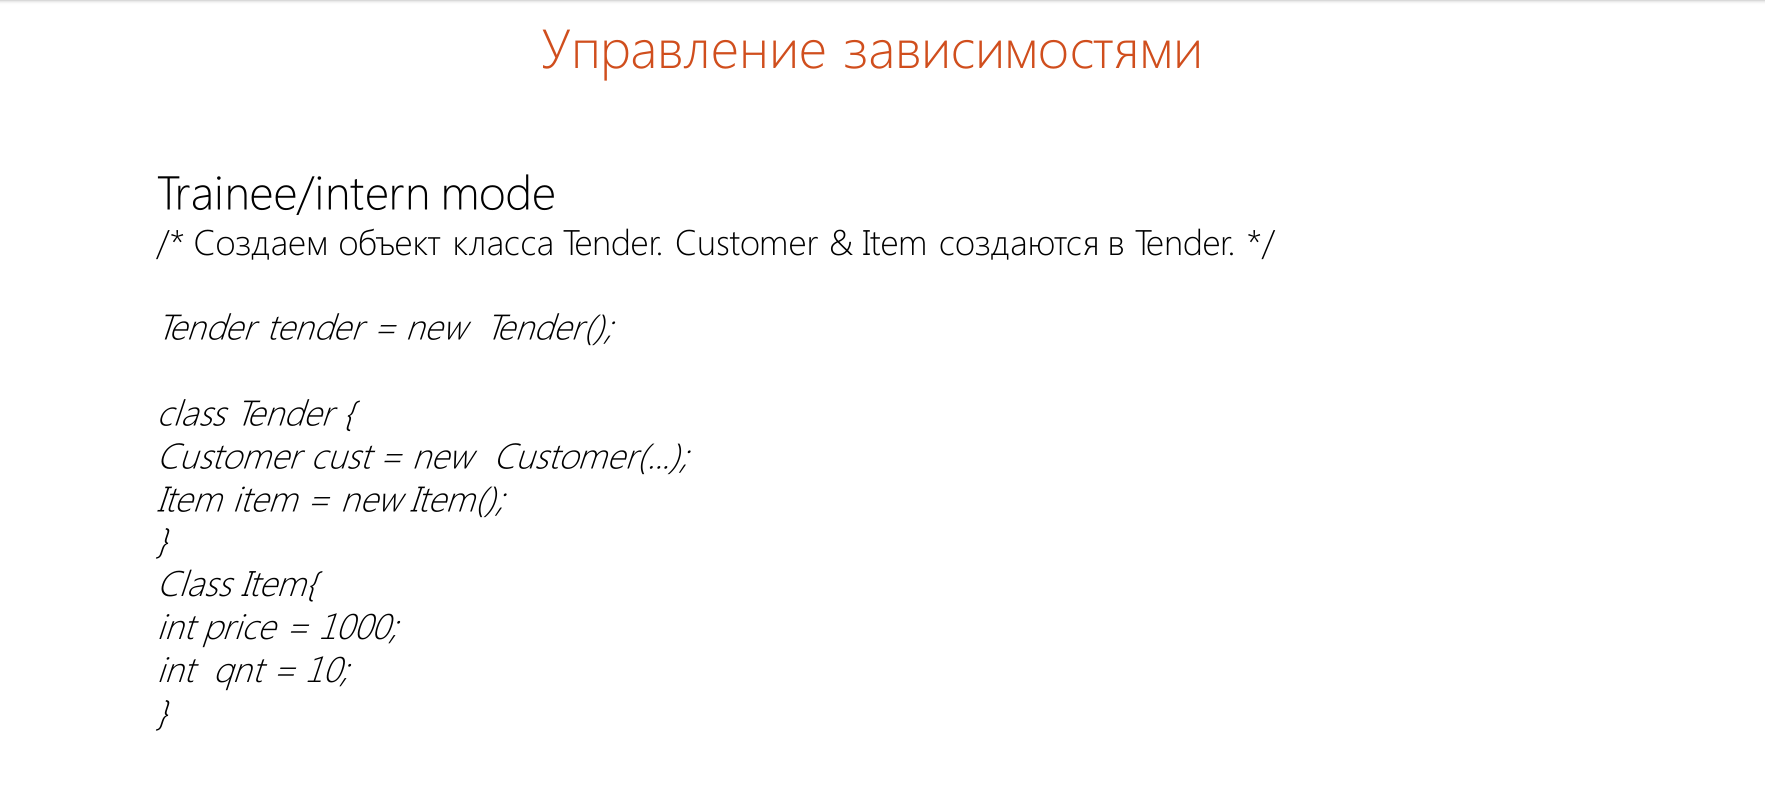 Управление зависимостями
Trainee/intern mode
/* Создаем объект класса Tender. Customer & Item создаются в Tender. */
Tender tender = new  Tender();
class Tender {
Customer cust = new  Customer(...);
Item item = new Item();
}
Class Item{
int price = 1000;
int  qnt = 10;
}